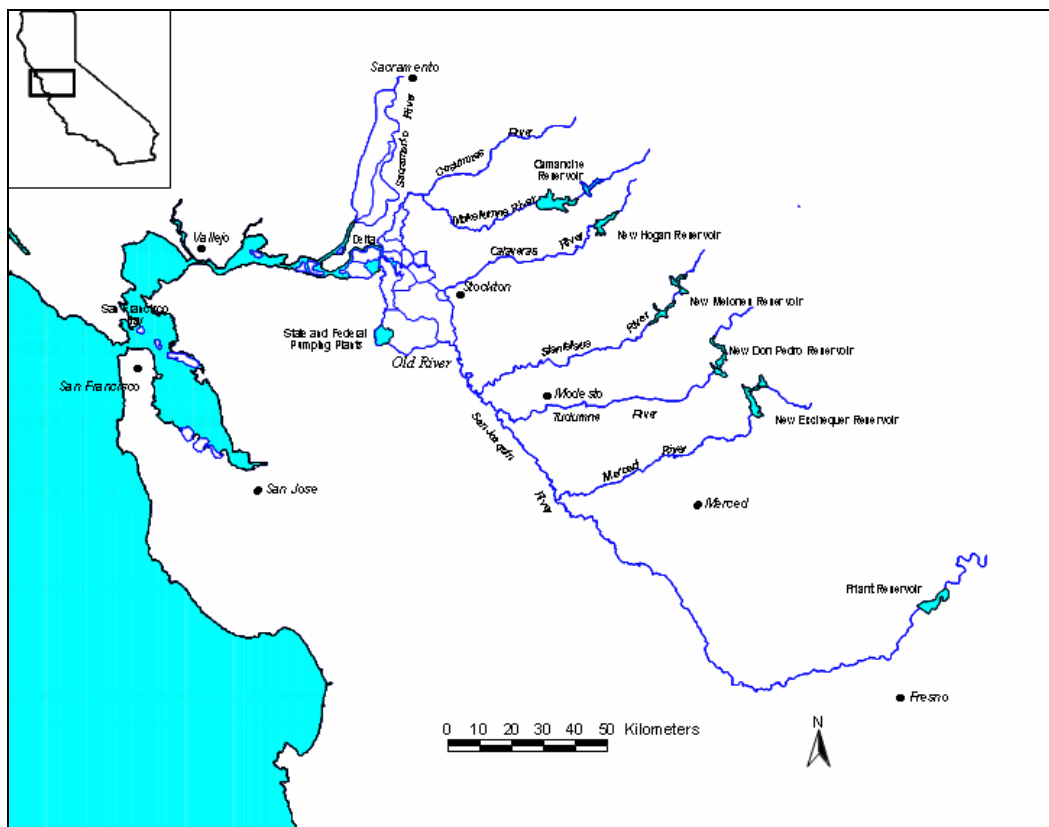 Sacramento
Sacramento River
Cosumnes River
Camanche
Reservoir
Mokelumne River
New Hogan Reservoir
Calaveras River
Vallejo
Delta
Stockton
New Melones Reservoir
San Francisco
Bay
State and Federal
Pumping Plants
Stanislaus River
Old River
New Don Pedro Reservoir
San Francisco
Modesto
Tuolumne River
New Exchequer Reservoir
San Joaquin River
Merced River
San Jose
Merced
Friant Reservoir
Fresno
0 10 20 30 40 50 Kilometers
N